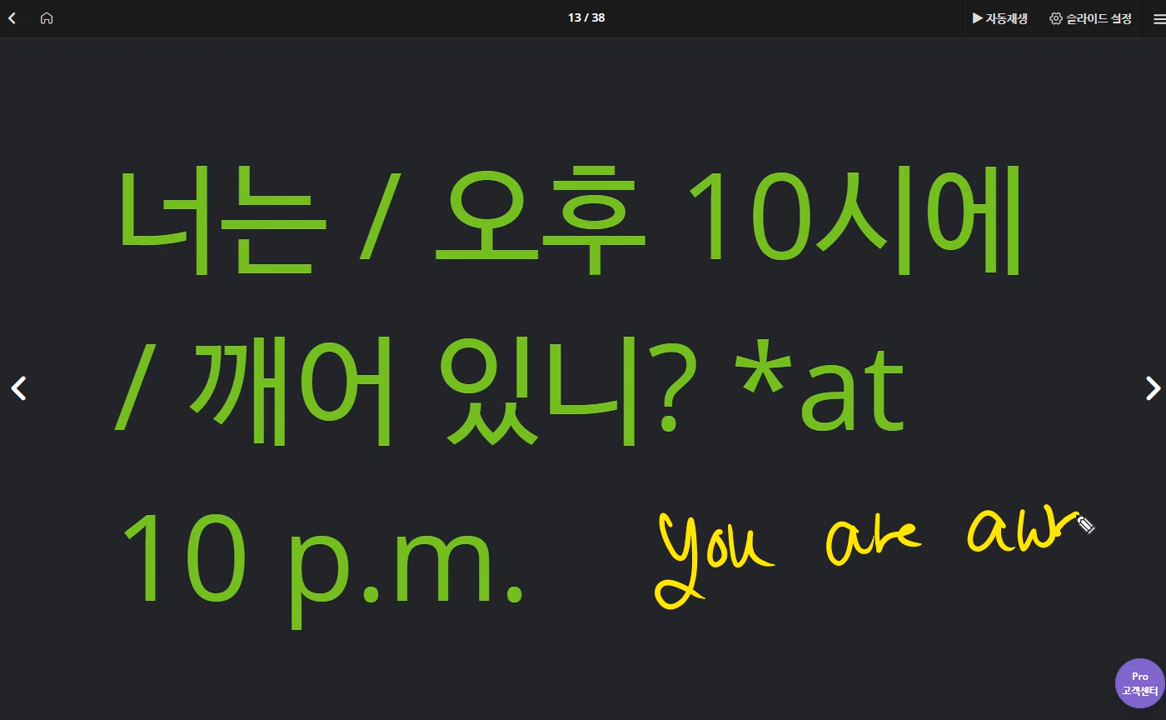 13 / 38
▶ 자동재생
슬라이드 설정
너는 / 오후 10시에
/ 깨어 있니? *at
10 p.m.
you are aw
Pro
고객센터